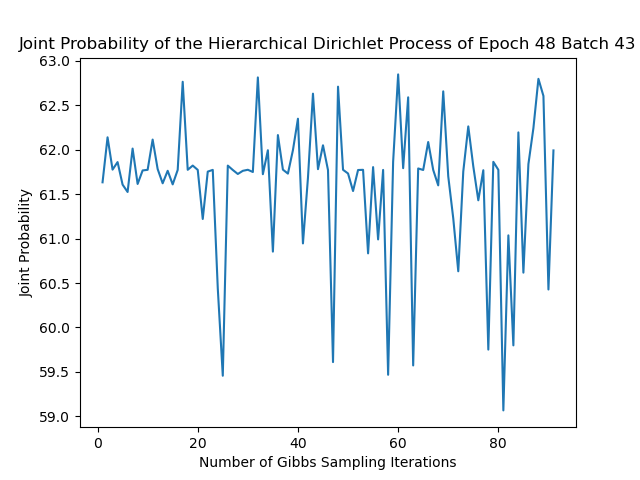 Joint Probability of the Hierarchical Dirichlet Process of Epoch 48 Batch 43
63.0
62.5
62.0
61.5
61.0
60.5
60.0
59.5
59.0
Joint Probability
0 20 40 60 80
Number of Gibbs Sampling Iterations